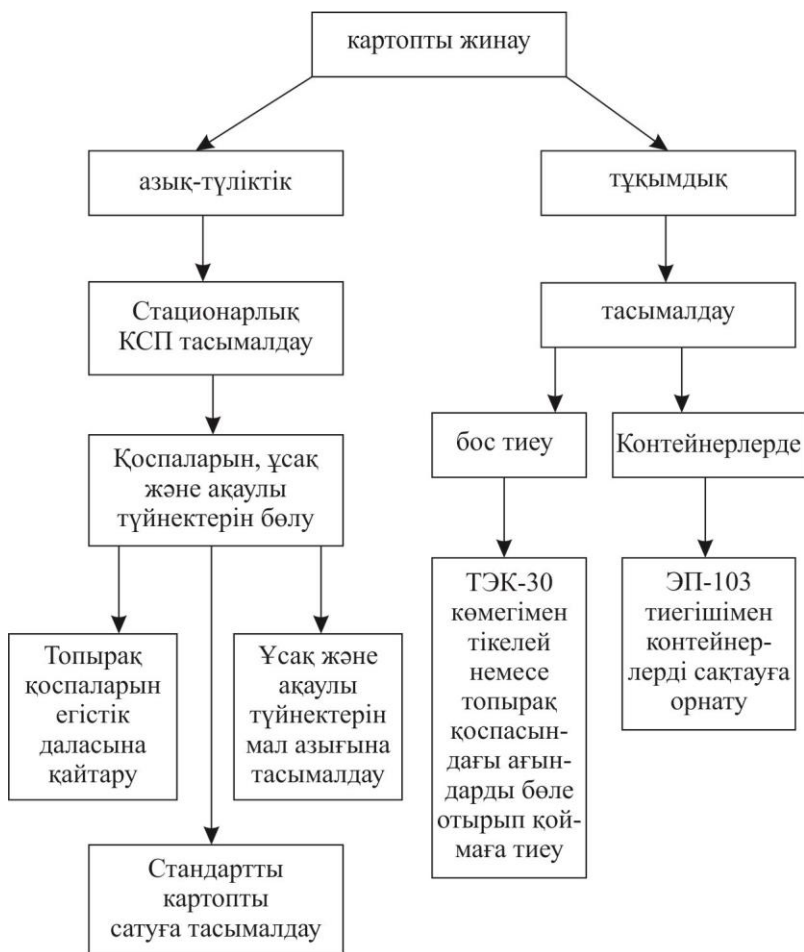 картопты жинау
азық-түліктік
тұқымдық
Стационарлық
КСП тасымалдау
тасымалдау
Қоспаларын, ұсақ
және ақаулы
түйнектерін бөлу
бос тиеу
Контейнерлерде
Топырақ
қоспаларын
егістік
даласына
қайтару
Ұсақ және
ақаулы
түйнектерін
мал азығына
тасымалдау
Стандартты
картопты
сатуға тасымалдау
ТЭК-30
көмегімен
тікелей
немесе
топырақ
қоспасын-
дағы ағын-
дарды бөле
отырып қой-
маға тиеу
ЭП-103
тиегішімен
контейнер-
лерді сақтауға
орнату